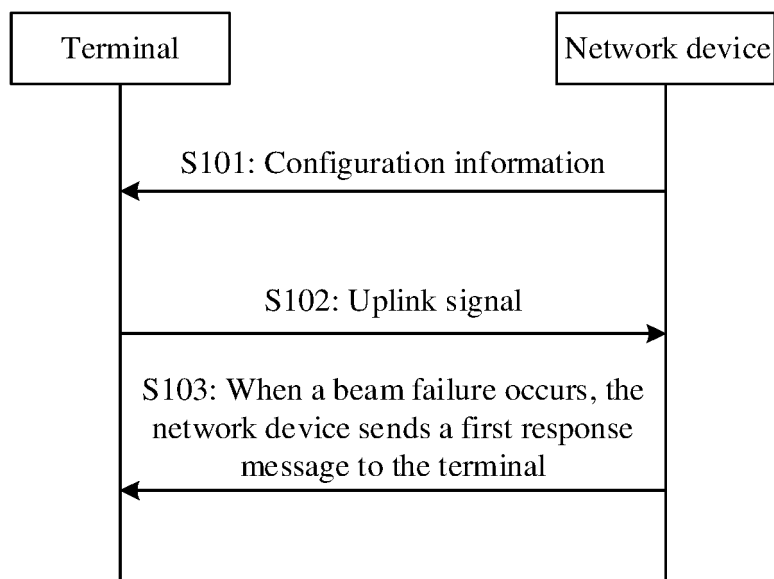 Terminal
Network device
S101: Configuration information
S102: Uplink signal
S103: When a beam failure occurs, the
network device sends a first response
message to the terminal